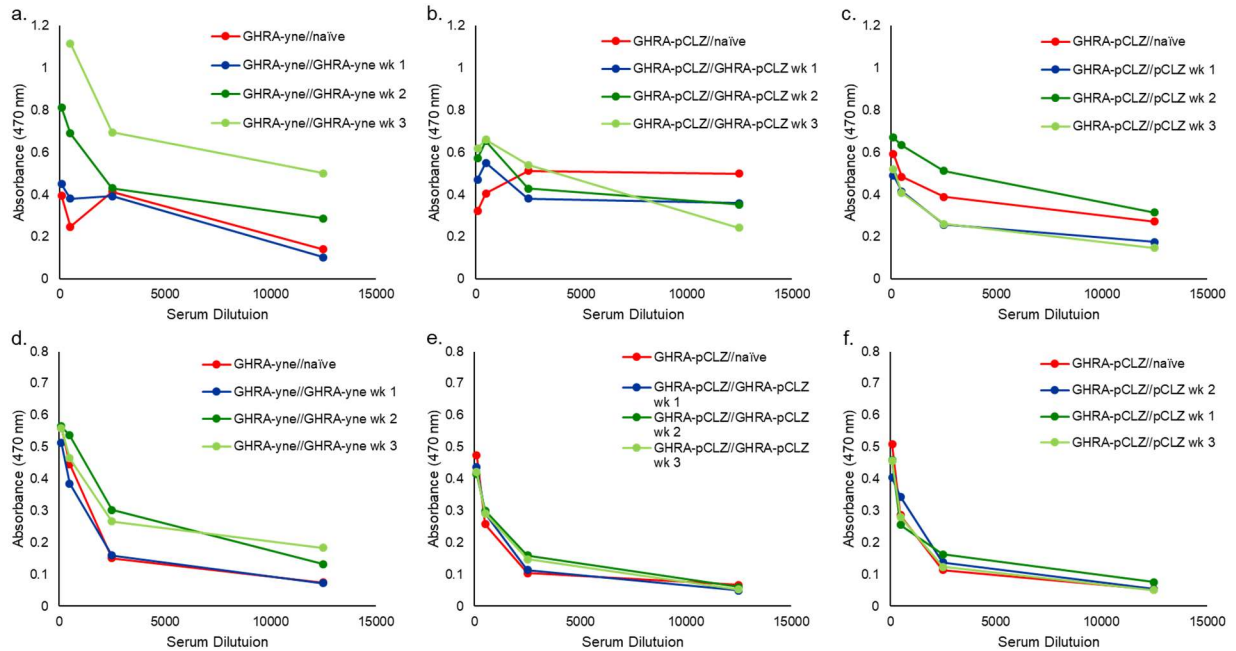 a.
1.2
1
0.8
0.6
0.4
0.2
0
Absorbance (470 nm)
GHRA-yne//naïve
GHRA-yne//GHRA-yne wk 1
GHRA-yne//GHRA-yne wk 2
GHRA-yne//GHRA-yne wk 3
0 5000 10000 15000
Serum Dilutuion
b.
1.2
1
0.8
0.6
0.4
0.2
0
Absorbance (470 nm)
GHRA-pCLZ//naïve
GHRA-pCLZ//GHRA-pCLZ wk 1
GHRA-pCLZ//GHRA-pCLZ wk 2
GHRA-pCLZ//GHRA-pCLZ wk 3
0 5000 10000 15000
Serum Dilutuion
c.
1.2
1
0.8
0.6
0.4
0.2
0
Absorbance (470 nm)
GHRA-pCLZ//naïve
GHRA-pCLZ//pCLZ wk 1
GHRA-pCLZ//pCLZ wk 2
GHRA-pCLZ//pCLZ wk 3
0 5000 10000 15000
Serum Dilutuion
d.
0.8
0.7
0.6
0.5
0.4
0.3
0.2
0.1
0
Absorbance (470 nm)
GHRA-yne//naïve
GHRA-yne//GHRA-yne wk 1
GHRA-yne//GHRA-yne wk 2
GHRA-yne//GHRA-yne wk 3
0 5000 10000 15000
Serum Dilutuion
e.
0.8
0.7
0.6
0.5
0.4
0.3
0.2
0.1
0
Absorbance (470 nm)
GHRA-pCLZ//naïve
GHRA-pCLZ//GHRA-pCLZ
wk 1
GHRA-pCLZ//GHRA-pCLZ
wk 2
GHRA-pCLZ//GHRA-pCLZ
wk 3
0 5000 10000 15000
Serum Dilutuion
f.
0.8
0.7
0.6
0.5
0.4
0.3
0.2
0.1
0
Absorbance (470 nm)
GHRA-pCLZ//naïve
GHRA-pCLZ//pCLZ wk 2
GHRA-pCLZ//pCLZ wk 1
GHRA-pCLZ//pCLZ wk 3
0 5000 10000 15000
Serum Dilutuion